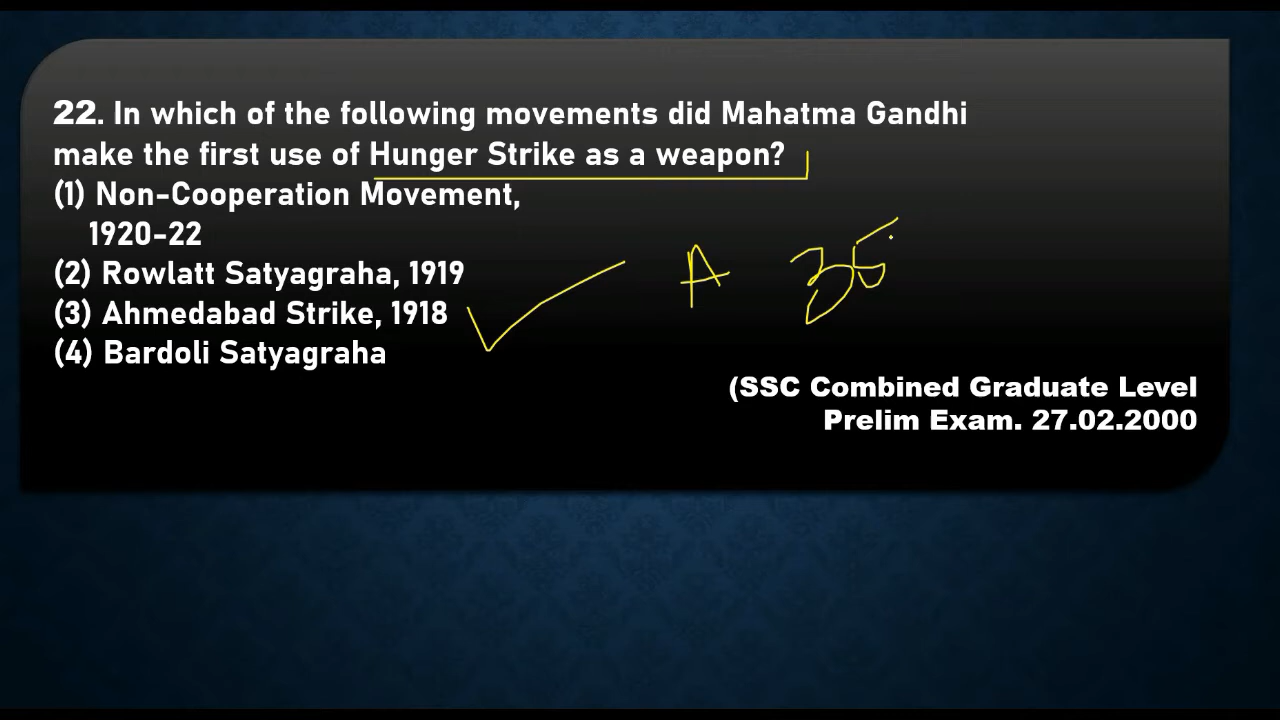 22. In which of the following movements did Mahatma Gandhi
make the first use of Hunger Strike as a weapon?
(1) Non-Cooperation Movement,
1920-22
(2) Rowlatt Satyagraha, 1919
(3) Ahmedabad Strike, 1918
(4) Bardoli Satyagraha
A 35
(SSC Combined Graduate Level
Prelim Exam. 27.02.2000